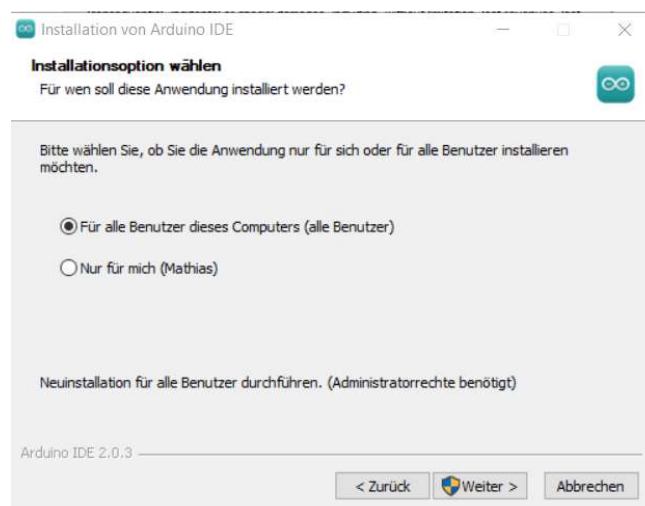 Installation von Arduino IDE
Installationsoption wählen
Für wen soll diese Anwendung installiert werden?
Bitte wählen Sie, ob Sie die Anwendung nur für sich oder für alle Benutzer installieren
möchten.
Für alle Benutzer dieses Computers (alle Benutzer)
Nur für mich (Mathias)
Neuinstallation für alle Benutzer durchführen. (Administratorrechte benötigt)
Arduino IDE 2.0.3
< Zurück Weiter > Abbrechen